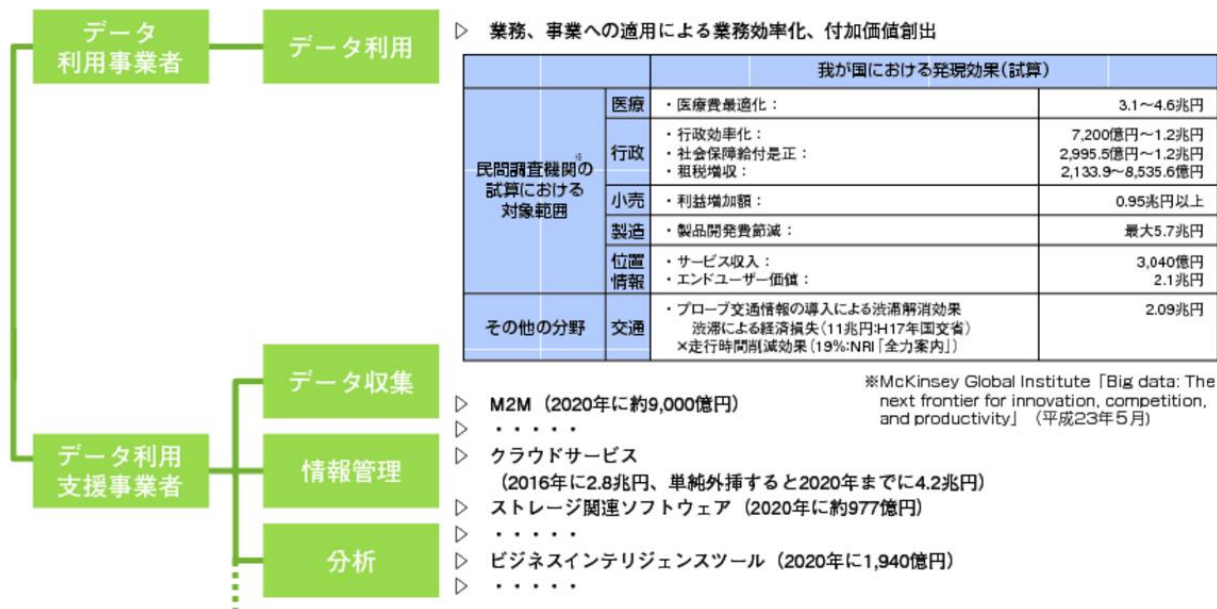 データ
利用事業者
データ利用
▷ 業務、事業への適用による業務効率化、付加価値創出
我が国における発現効果(試算)
民間調査機関の※
試算における
対象範囲
医療
・医療費最適化：
3.1～4.6兆円
行政
・行政効率化：
7,200億円～1.2兆円
・社会保障給付是正：
2,995.5億円～1.2兆円
・租税増収：
2,133.9～8,535.6億円
小売
・利益増加額：
0.95兆円以上
製造
・製品開発費節減：
最大5.7兆円
位置
情報
・サービス収入：
3,040億円
・エンドユーザー価値：
2.1兆円
その他の分野
交通
・プローブ交通情報の導入による渋滞解消効果
2.09兆円
渋滞による経済損失(11兆円:H17年国交省)
×走行時間削減効果(19%:NRI「全力案内」)
※McKinsey Global Institute「Big data: The
next frontier for innovation, competition,
and productivity」（平成23年5月）
データ利用
支援事業者
データ収集
▷ M2M（2020年に約9,000億円）
▷ ・・・・・
情報管理
▷ クラウドサービス
（2016年に2.8兆円、単純外挿すると2020年までに4.2兆円）
▷ ストレージ関連ソフトウェア（2020年に約977億円）
▷ ・・・・・
分析
▷ ビジネスインテリジェンスツール（2020年に1,940億円）
▷ ・・・・・